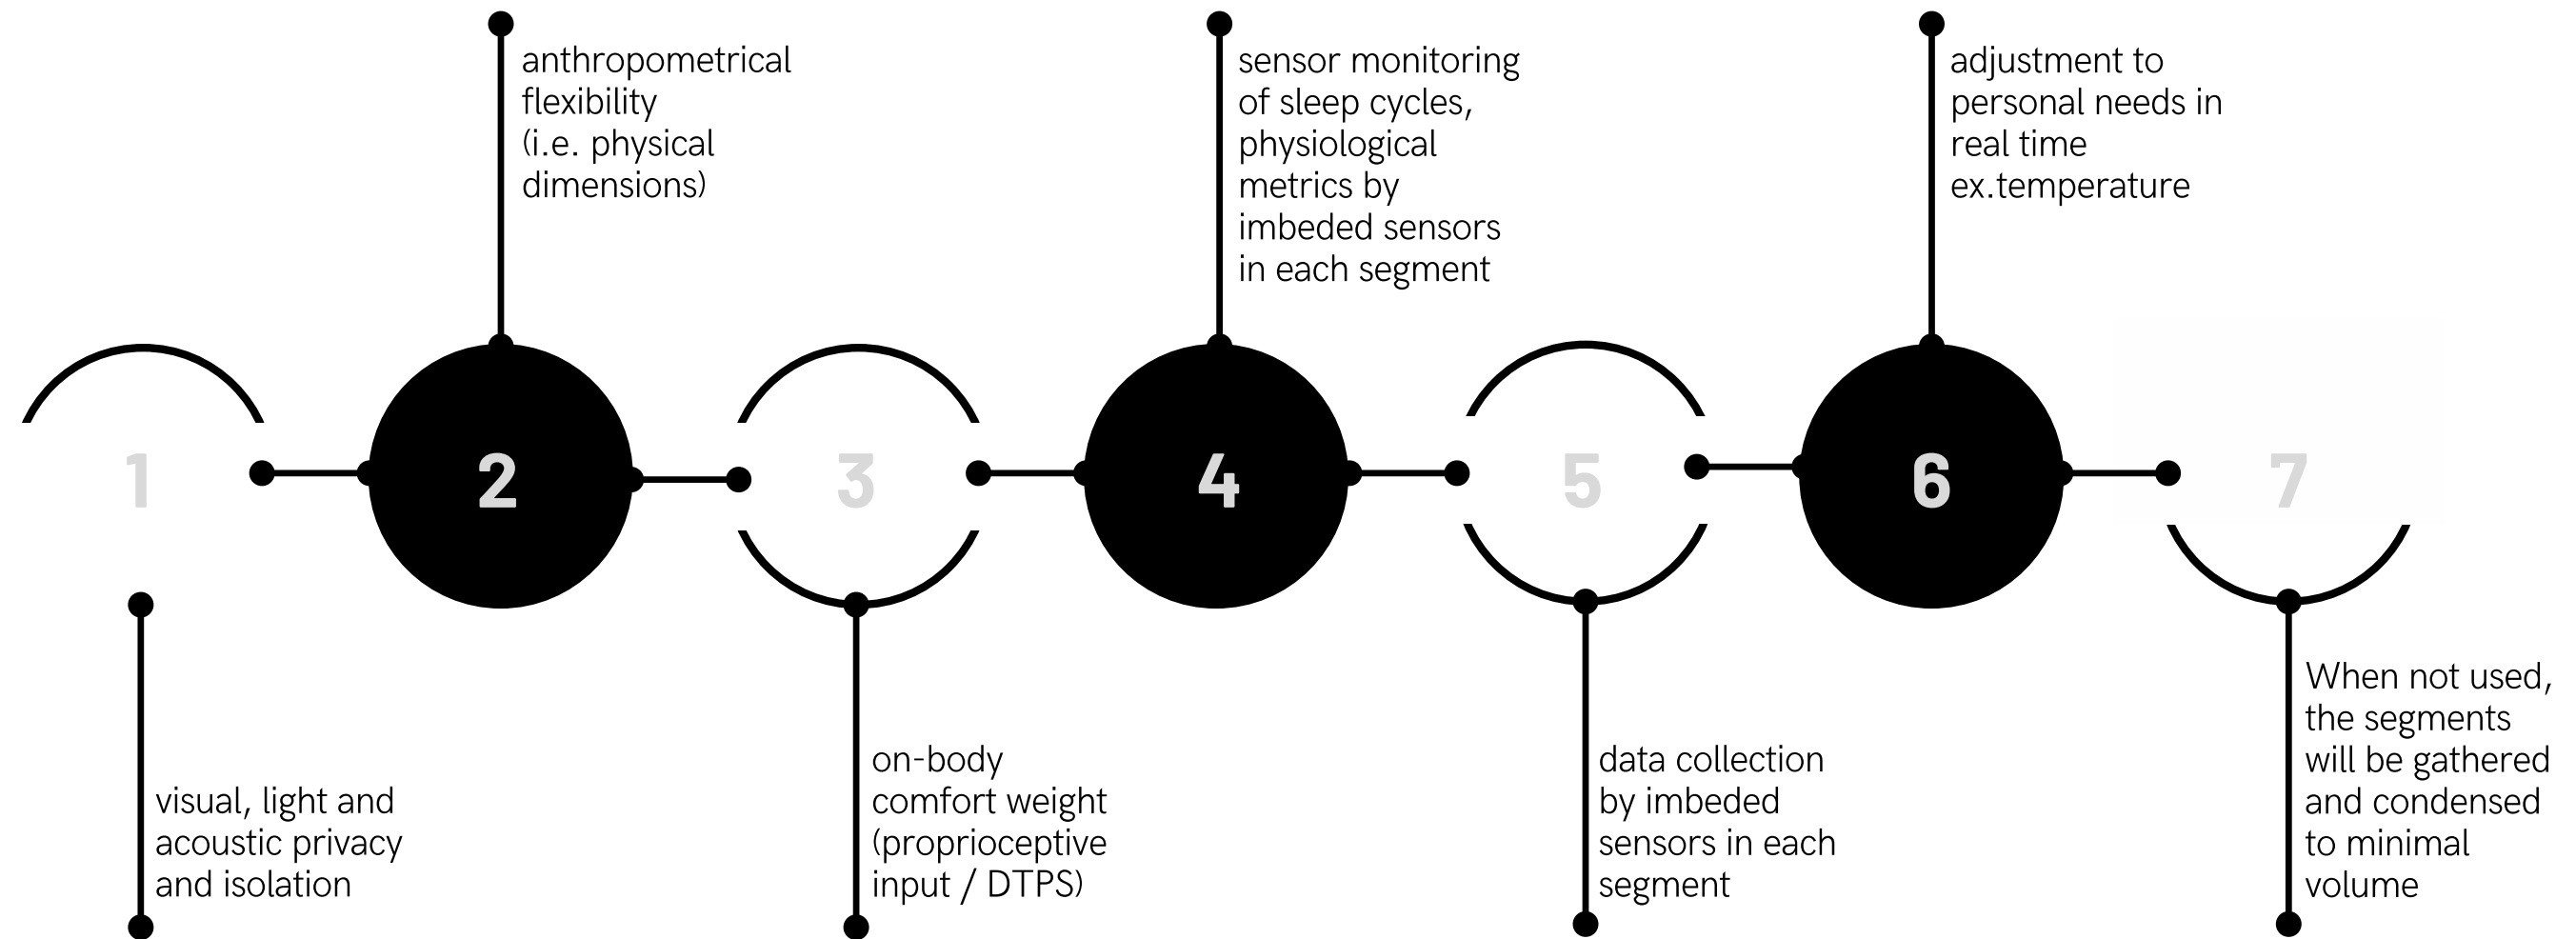 1
visual, light and
acoustic privacy
and isolation
2
anthropometrical
flexibility
(i.e. physical
dimensions)
3
on-body
comfort weight
(proprioceptive
input / DTPS)
4
sensor monitoring
of sleep cycles,
physiological
metrics by
imbeded sensors
in each segment
5
data collection
by imbeded
sensors in each
segment
6
adjustment to
personal needs in
real time
ex.temperature
7
When not used,
the segments
will be gathered
and condensed
to minimal
volume